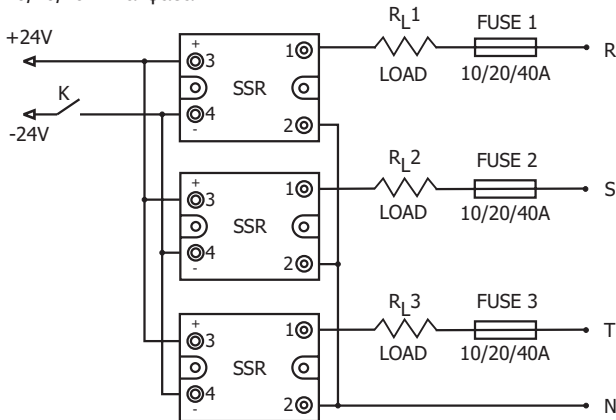 +24V
K
-24V
+
3
SSR
4
-
1
2
R_L1
LOAD
FUSE 1
10/20/40A
R
+
3
SSR
4
-
1
2
R_L2
LOAD
FUSE 2
10/20/40A
S
+
3
SSR
4
-
1
2
R_L3
LOAD
FUSE 3
10/20/40A
T
N